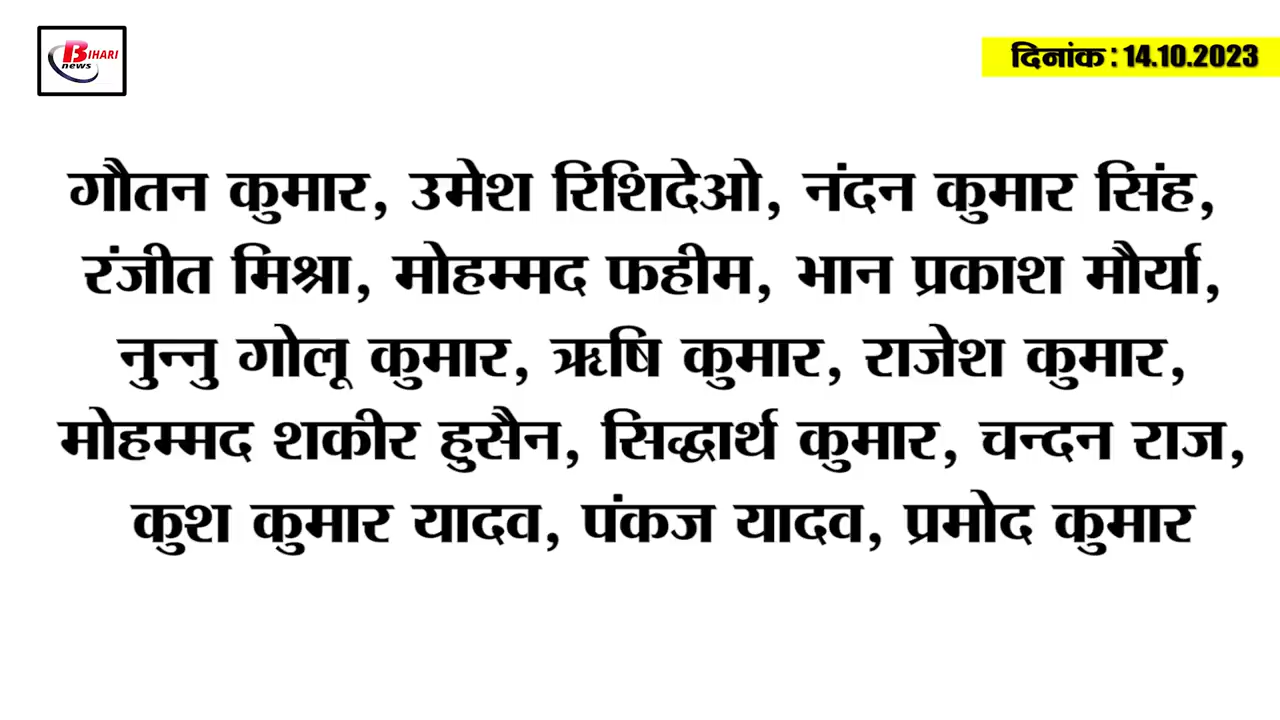 BIHARI
news
दिनांक : 14.10.2023
गौतन कुमार, उमेश रिशिदेओ, नंदन कुमार सिंह,
रंजीत मिश्रा, मोहम्मद फहीम, भान प्रकाश मौर्या,
नुन्नु गोलू कुमार, ऋषि कुमार, राजेश कुमार,
मोहम्मद शकीर हुसैन, सिद्धार्थ कुमार, चन्दन राज,
कुश कुमार यादव, पंकज यादव, प्रमोद कुमार